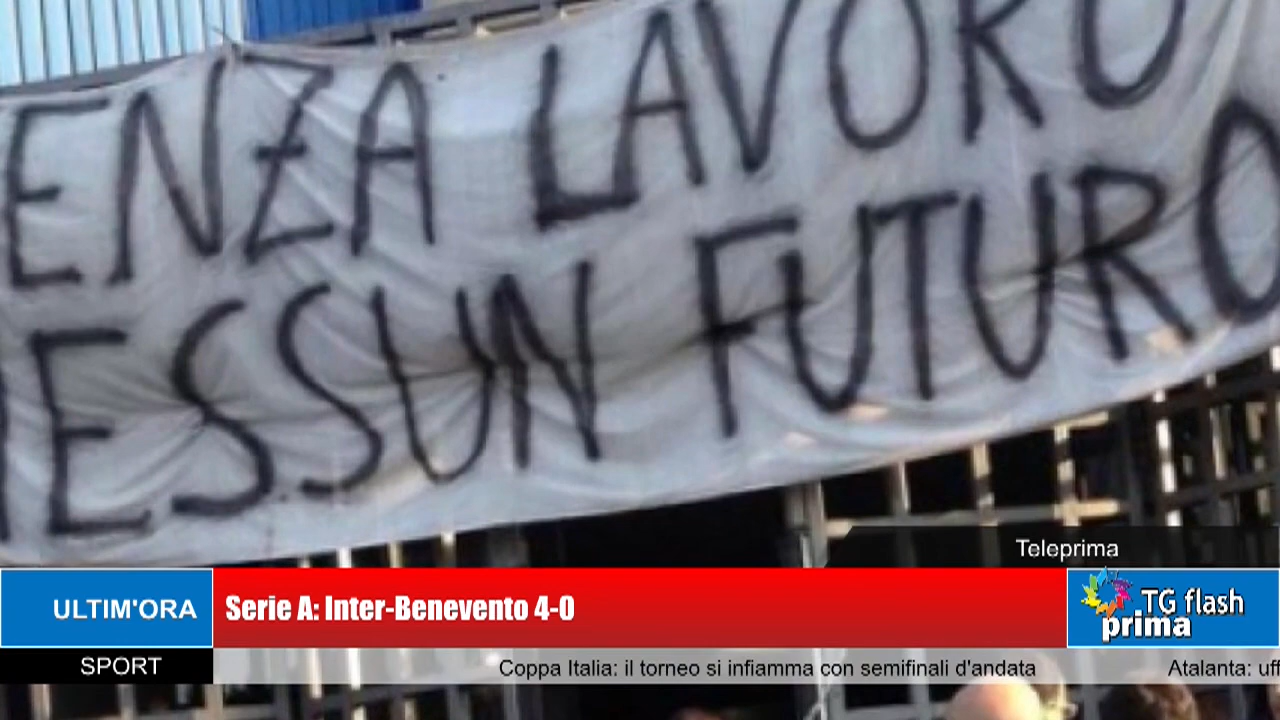 ENZA LAVORO
ESSUN FUTURO
Teleprima
ULTIM'ORA
Serie A: Inter-Benevento 4-0
TG flash
prima
SPORT
Coppa Italia: il torneo si infiamma con semifinali d'andata
Atalanta: uff